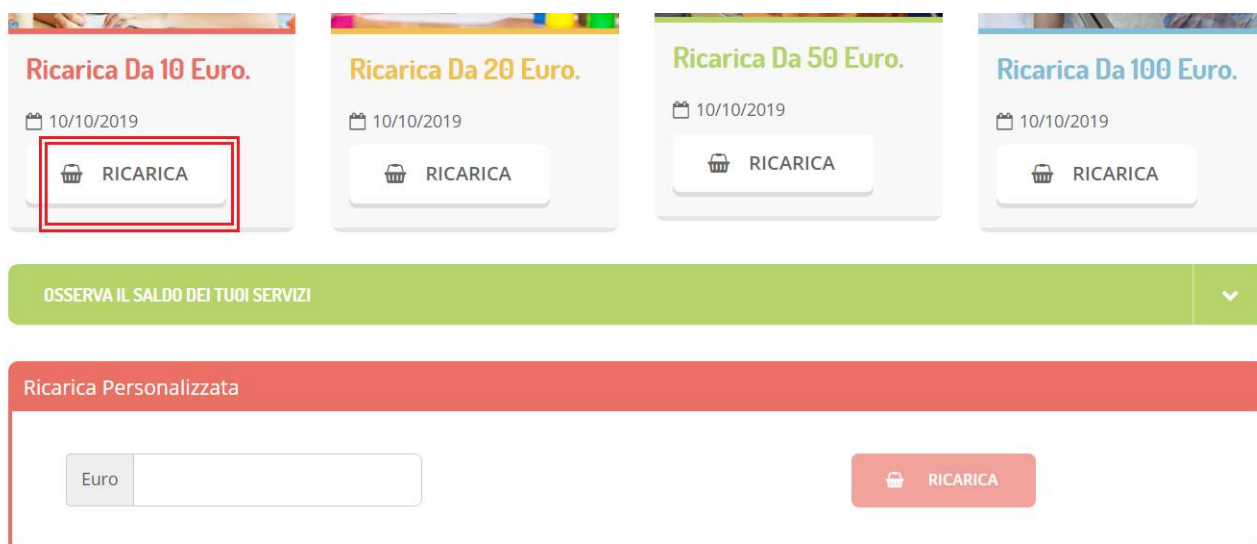 Ricarica Da 10 Euro.
10/10/2019
RICARICA
Ricarica Da 20 Euro.
10/10/2019
RICARICA
Ricarica Da 50 Euro.
10/10/2019
RICARICA
Ricarica Da 100 Euro.
10/10/2019
RICARICA
OSSERVA IL SALDO DEI TUOI SERVIZI
Ricarica Personalizzata
Euro
RICARICA